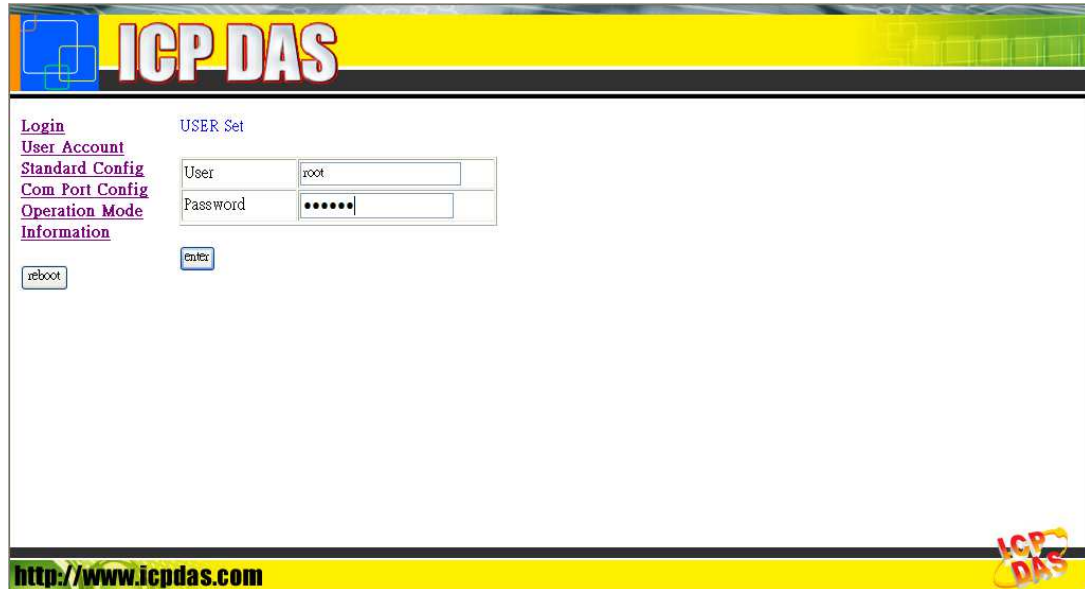 ICP DAS
Login
User Account
Standard Config
Com Port Config
Operation Mode
Information
reboot
USER Set
User root
Password ●●●●●●
enter
http://www.icpdas.com
ICP DAS